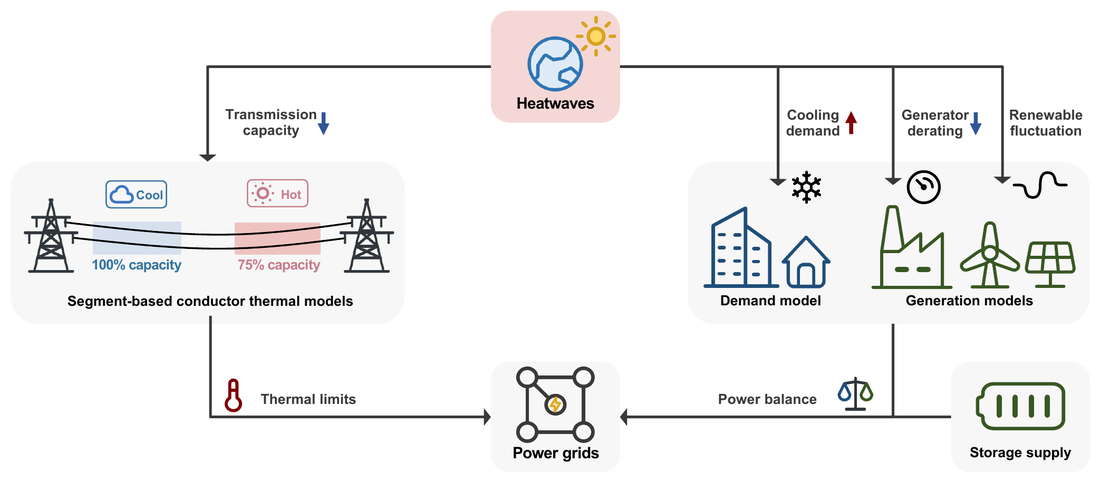 Heatwaves
Transmission
capacity
Cooling
demand
Generator
derating
Renewable
fluctuation
Cool
Hot
100% capacity
75% capacity
Segment-based conductor thermal models
Demand model
Generation models
Thermal limits
Power balance
Power grids
Storage supply